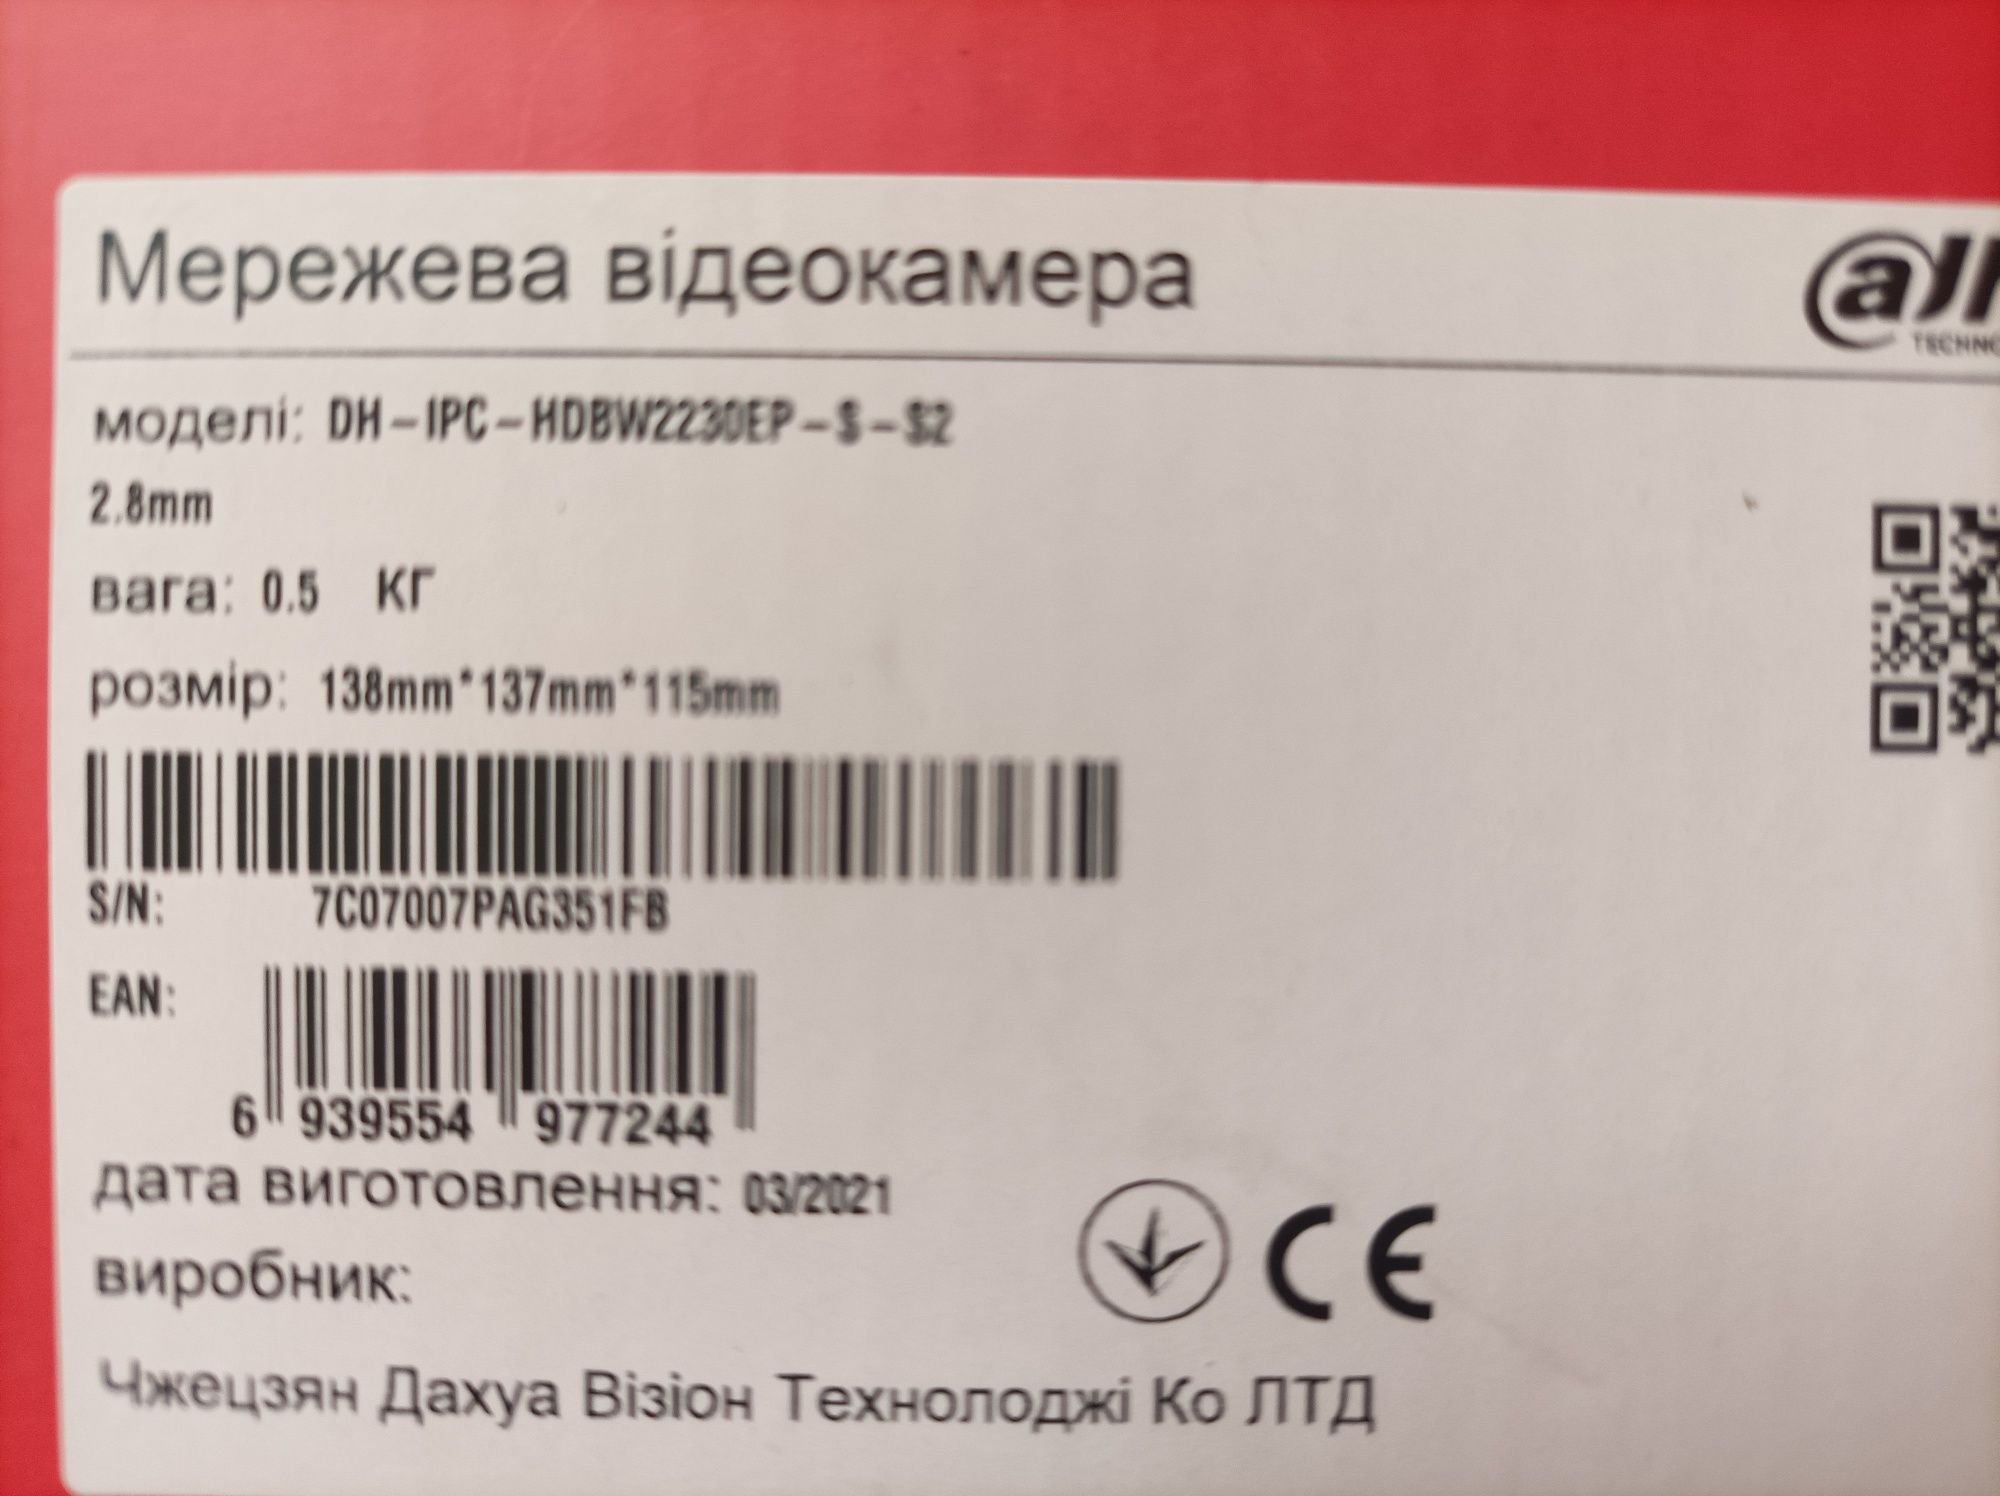 Мережева відеокамера
моделі: DH-IPC-HDBW2230EP-S-S2
2.8mm
вага: 0.5 КГ
розмір: 138mm*137mm*115mm
S/N: 7C07007PAG351FB
EAN:
6 939554 977244
дата виготовлення: 03/2021
виробник:
CE
Чжецзян Дахуа Візіон Технолоджі Ко ЛТД